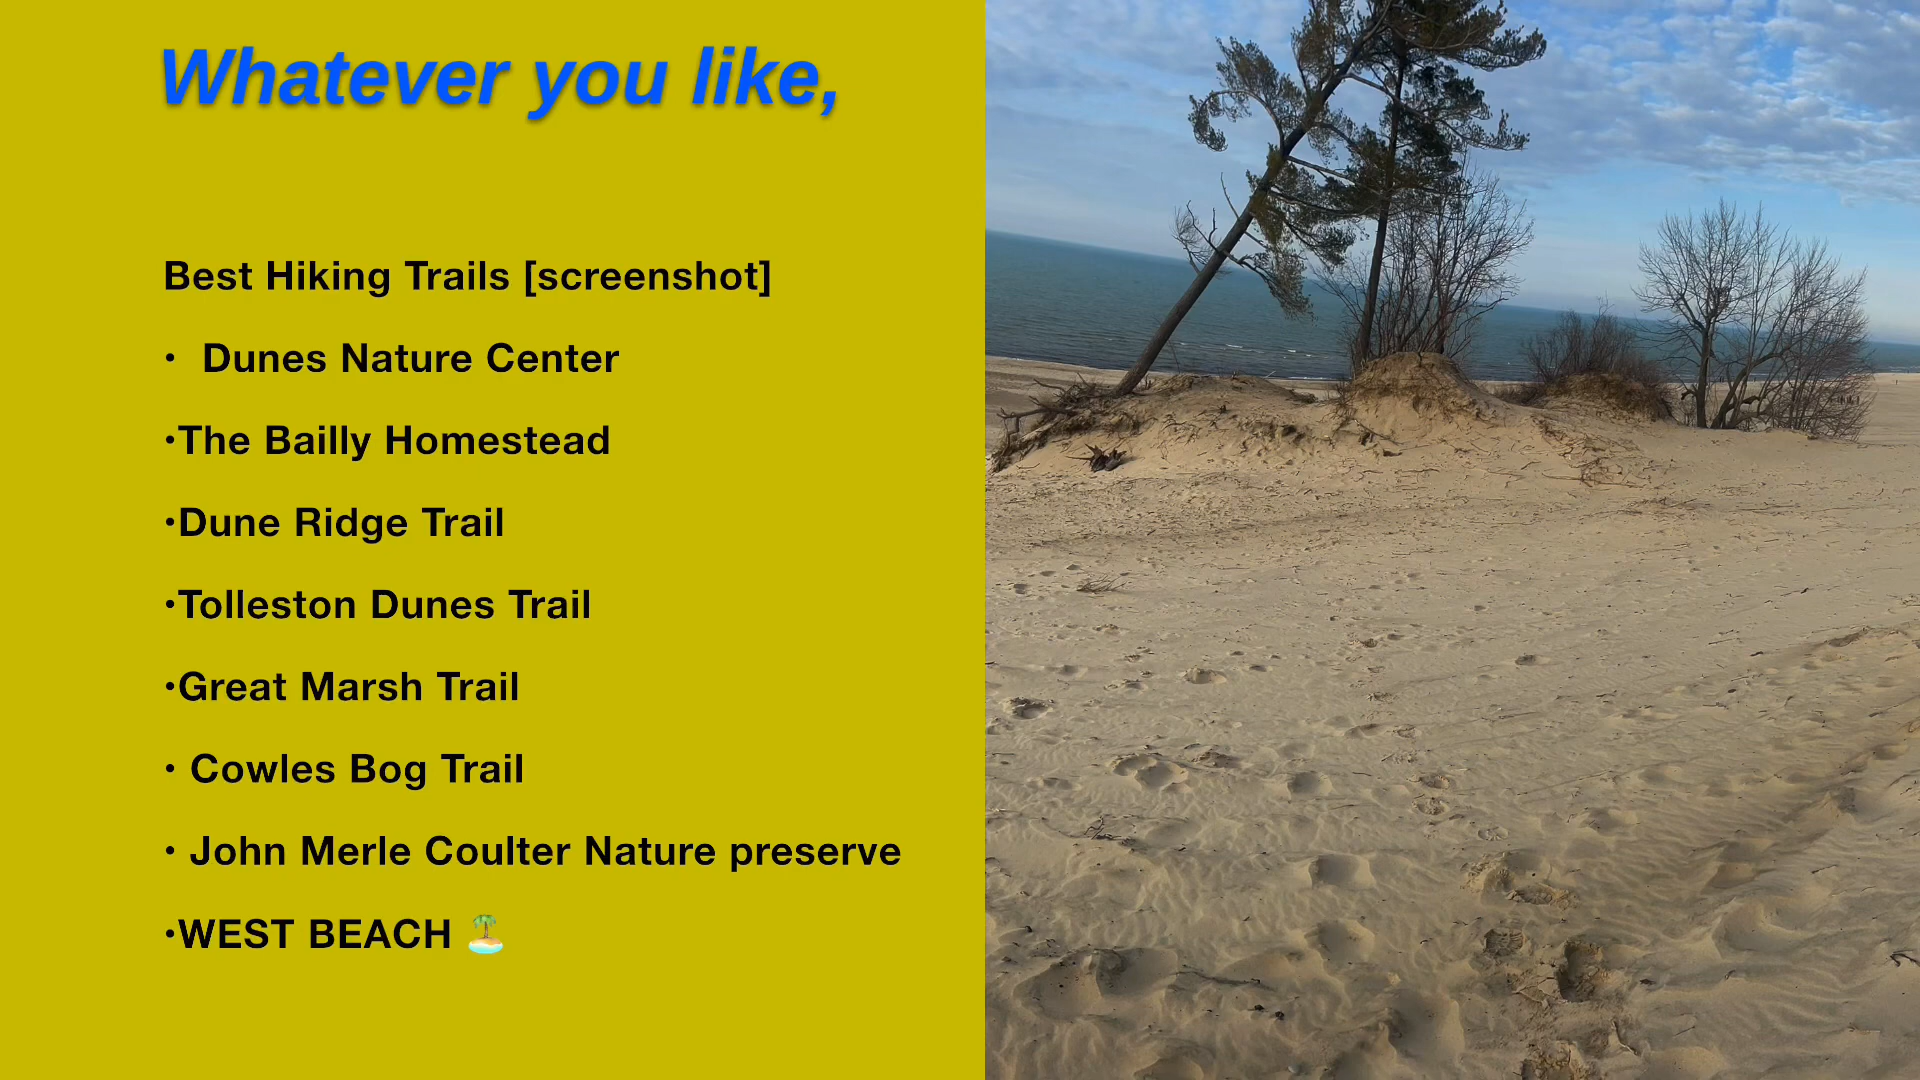 Whatever you like,
Best Hiking Trails [screenshot]
• Dunes Nature Center
•The Bailly Homestead
•Dune Ridge Trail
•Tolleston Dunes Trail
•Great Marsh Trail
• Cowles Bog Trail
• John Merle Coulter Nature preserve
•WEST BEACH 🏝️